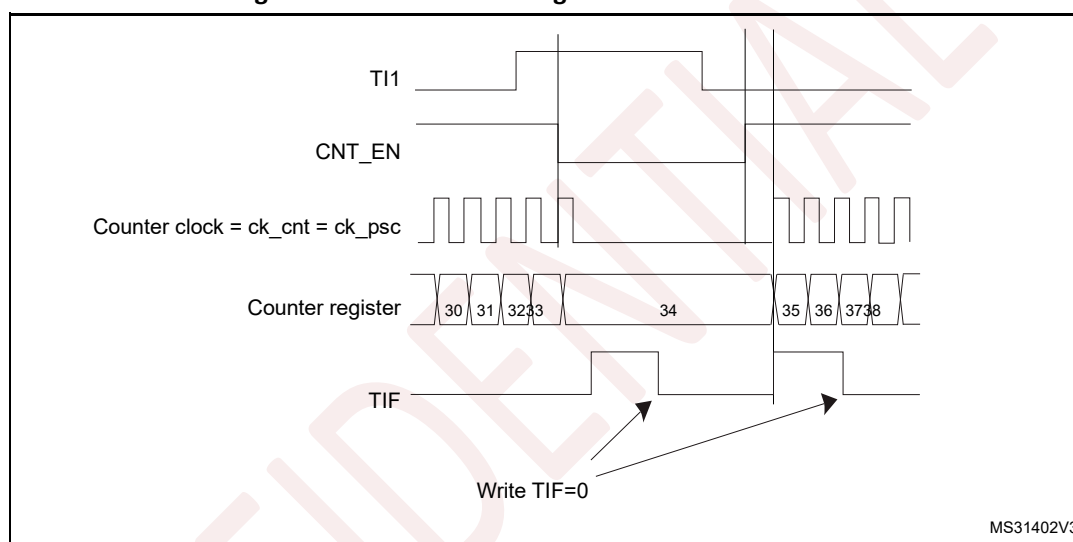 TI1
CNT_EN
Counter clock = ck_cnt = ck_psc
Counter register
30 31 32 33 34 35 36 37 38
TIF
Write TIF=0
MS31402V3
IDENTIAL